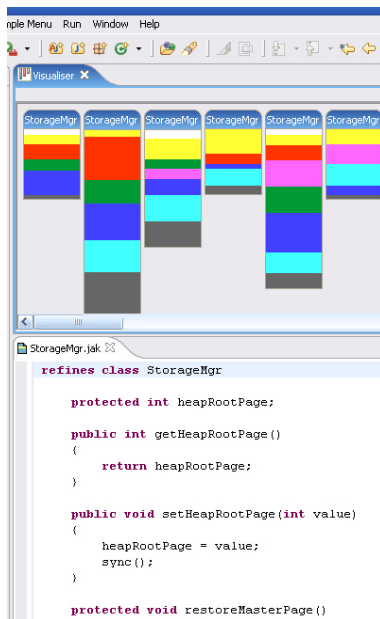 mple Menu Run Window Help
Visualiser
StorageMgr StorageMgr StorageMgr StorageMgr StorageMgr StorageMgr
StorageMgr.jak
refines class StorageMgr
protected int heapRootPage;
public int getHeapRootPage()
{
return heapRootPage;
}
public void setHeapRootPage(int value)
{
heapRootPage = value;
sync();
}
protected void restoreMasterPage()